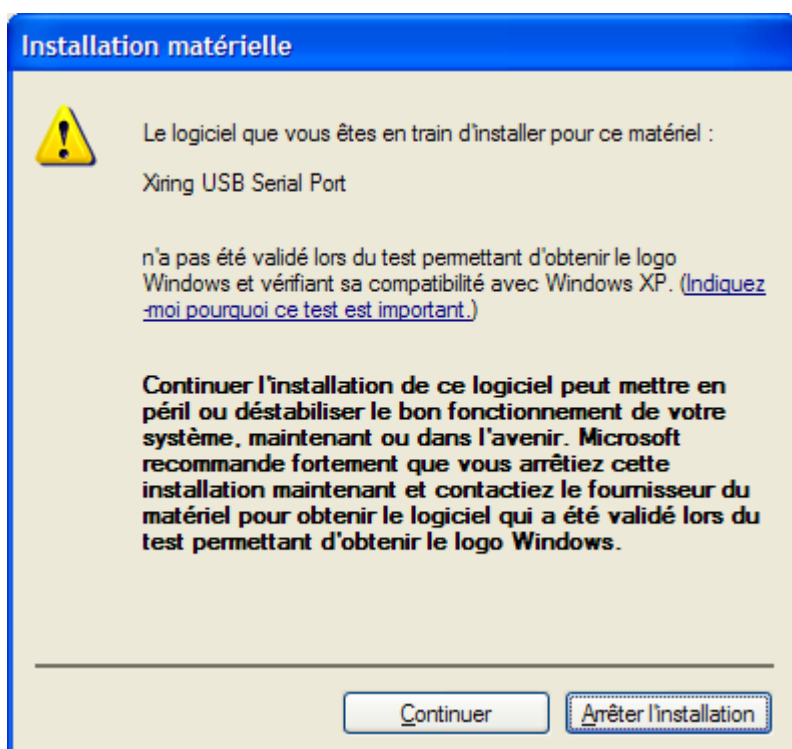 Installation matérielle
Le logiciel que vous êtes en train d'installer pour ce matériel :
Xiring USB Serial Port
n'a pas été validé lors du test permettant d'obtenir le logo
Windows et vérifiant sa compatibilité avec Windows XP. (Indiquez
-moi pourquoi ce test est important.)
Continuer l'installation de ce logiciel peut mettre en
péril ou déstabiliser le bon fonctionnement de votre
système, maintenant ou dans l'avenir. Microsoft
recommande fortement que vous arrêtiez cette
installation maintenant et contactiez le fournisseur du
matériel pour obtenir le logiciel qui a été validé lors du
test permettant d'obtenir le logo Windows.
Continuer
Arrêter l'installation